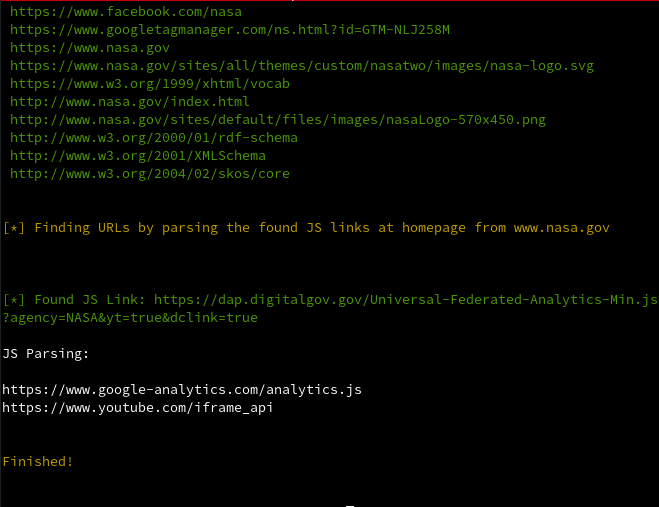 https://www.facebook.com/nasa
https://www.googletagmanager.com/ns.html?id=GTM-NLJ258M
https://www.nasa.gov
https://www.nasa.gov/sites/all/themes/custom/nasatwo/images/nasa-logo.svg
https://www.w3.org/1999/xhtml/vocab
http://www.nasa.gov/index.html
http://www.nasa.gov/sites/default/files/images/nasaLogo-570x450.png
http://www.w3.org/2000/01/rdf-schema
http://www.w3.org/2001/XMLSchema
http://www.w3.org/2004/02/skos/core
[*] Finding URLs by parsing the found JS links at homepage from www.nasa.gov
[*] Found JS Link: https://dap.digitalgov.gov/Universal-Federated-Analytics-Min.js
?agency=NASA&yt=true&dclink=true
JS Parsing:
https://www.google-analytics.com/analytics.js
https://www.youtube.com/iframe_api
Finished!